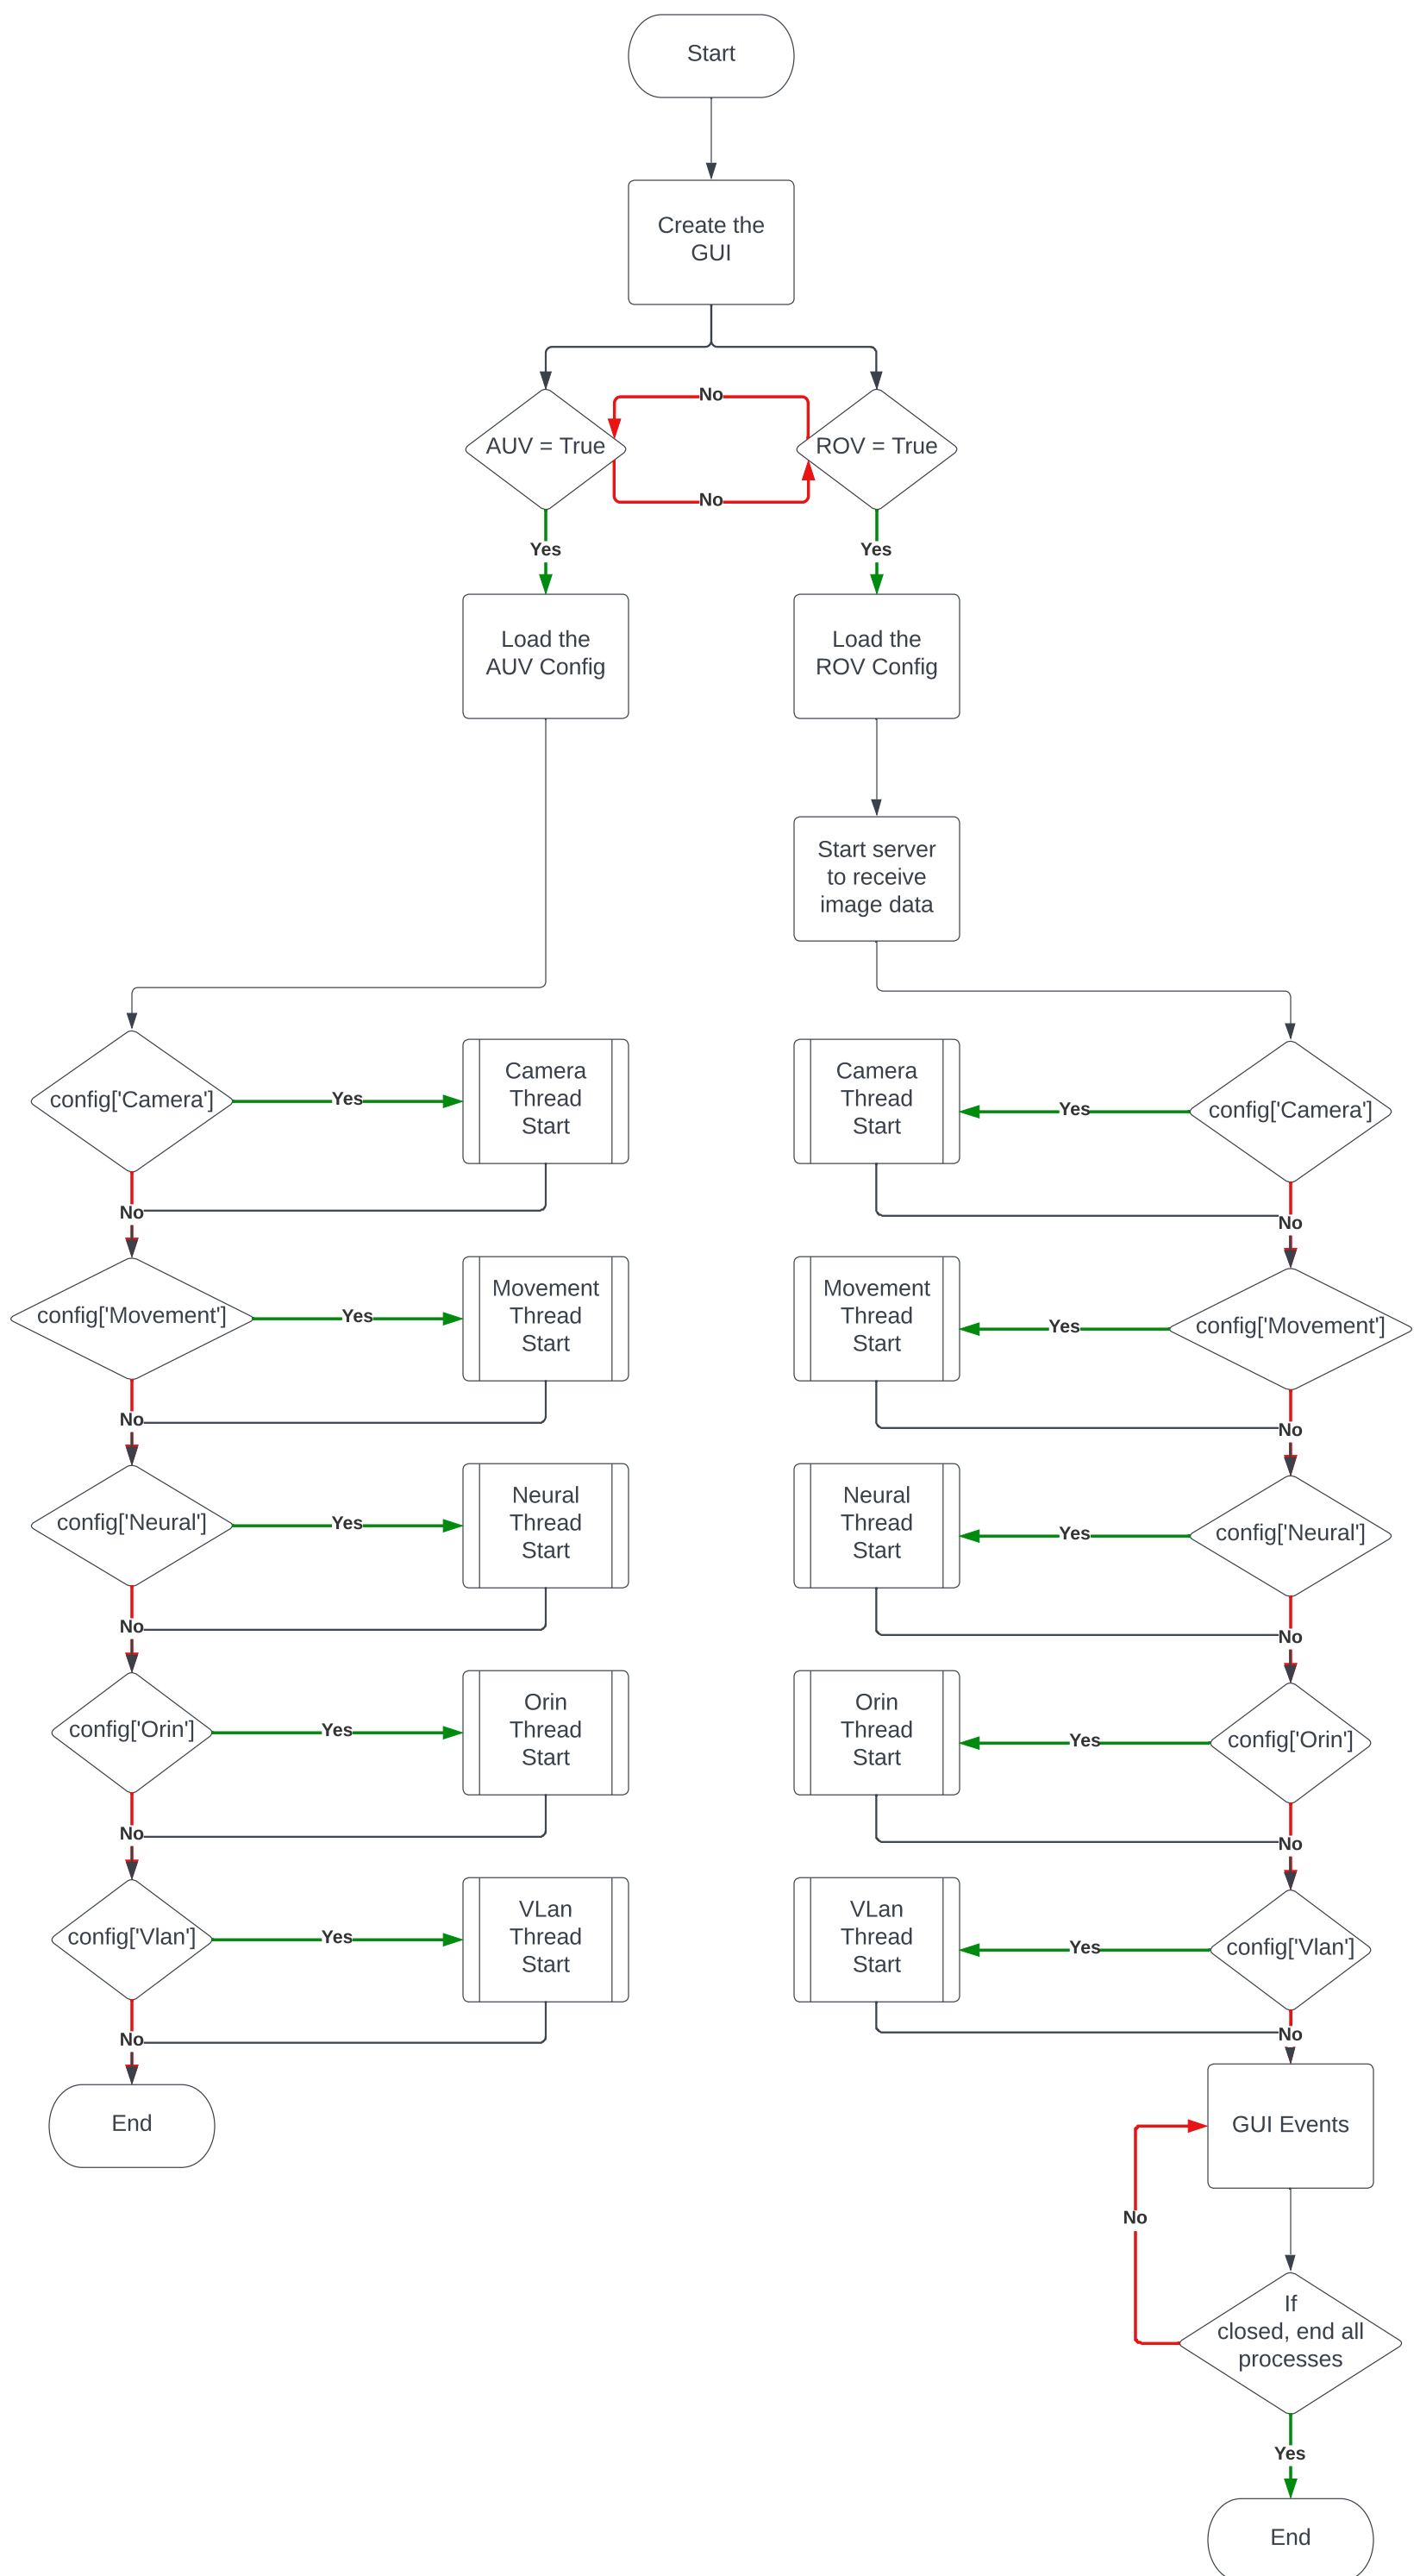 Start
Create the
GUI
No
AUV = True
ROV = True
No
Yes
Yes
Load the
AUV Config
Load the
ROV Config
Start server
to receive
image data
config['Camera']
Yes
Camera
Thread
Start
Camera
Thread
Start
Yes
config['Camera']
No
No
config['Movement']
Yes
Movement
Thread
Start
Movement
Thread
Start
Yes
config['Movement']
No
No
config['Neural']
Yes
Neural
Thread
Start
Neural
Thread
Start
Yes
config['Neural']
No
No
config['Orin']
Yes
Orin
Thread
Start
Orin
Thread
Start
Yes
config['Orin']
No
No
config['Vlan']
Yes
VLan
Thread
Start
VLan
Thread
Start
Yes
config['Vlan']
No
No
End
GUI Events
No
If
closed, end all
processes
Yes
End